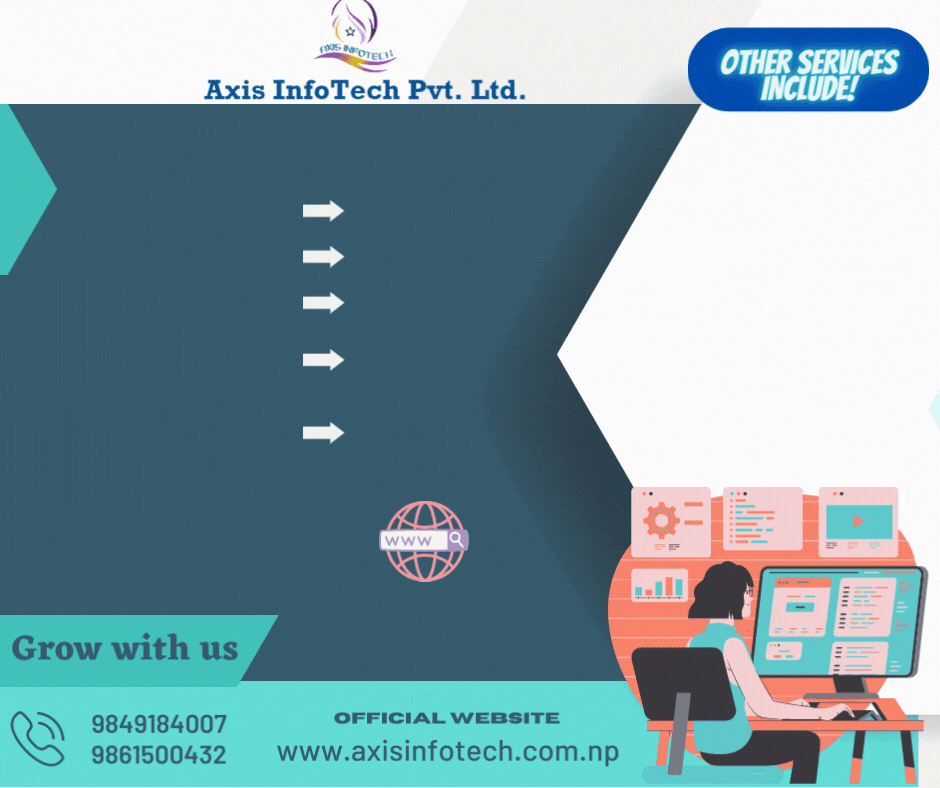 AXIS INFOTECH
Axis InfoTech Pvt. Ltd.
OTHER SERVICES
INCLUDE!
WWW
Grow with us
9849184007
9861500432
OFFICIAL WEBSITE
www.axisinfotech.com.np